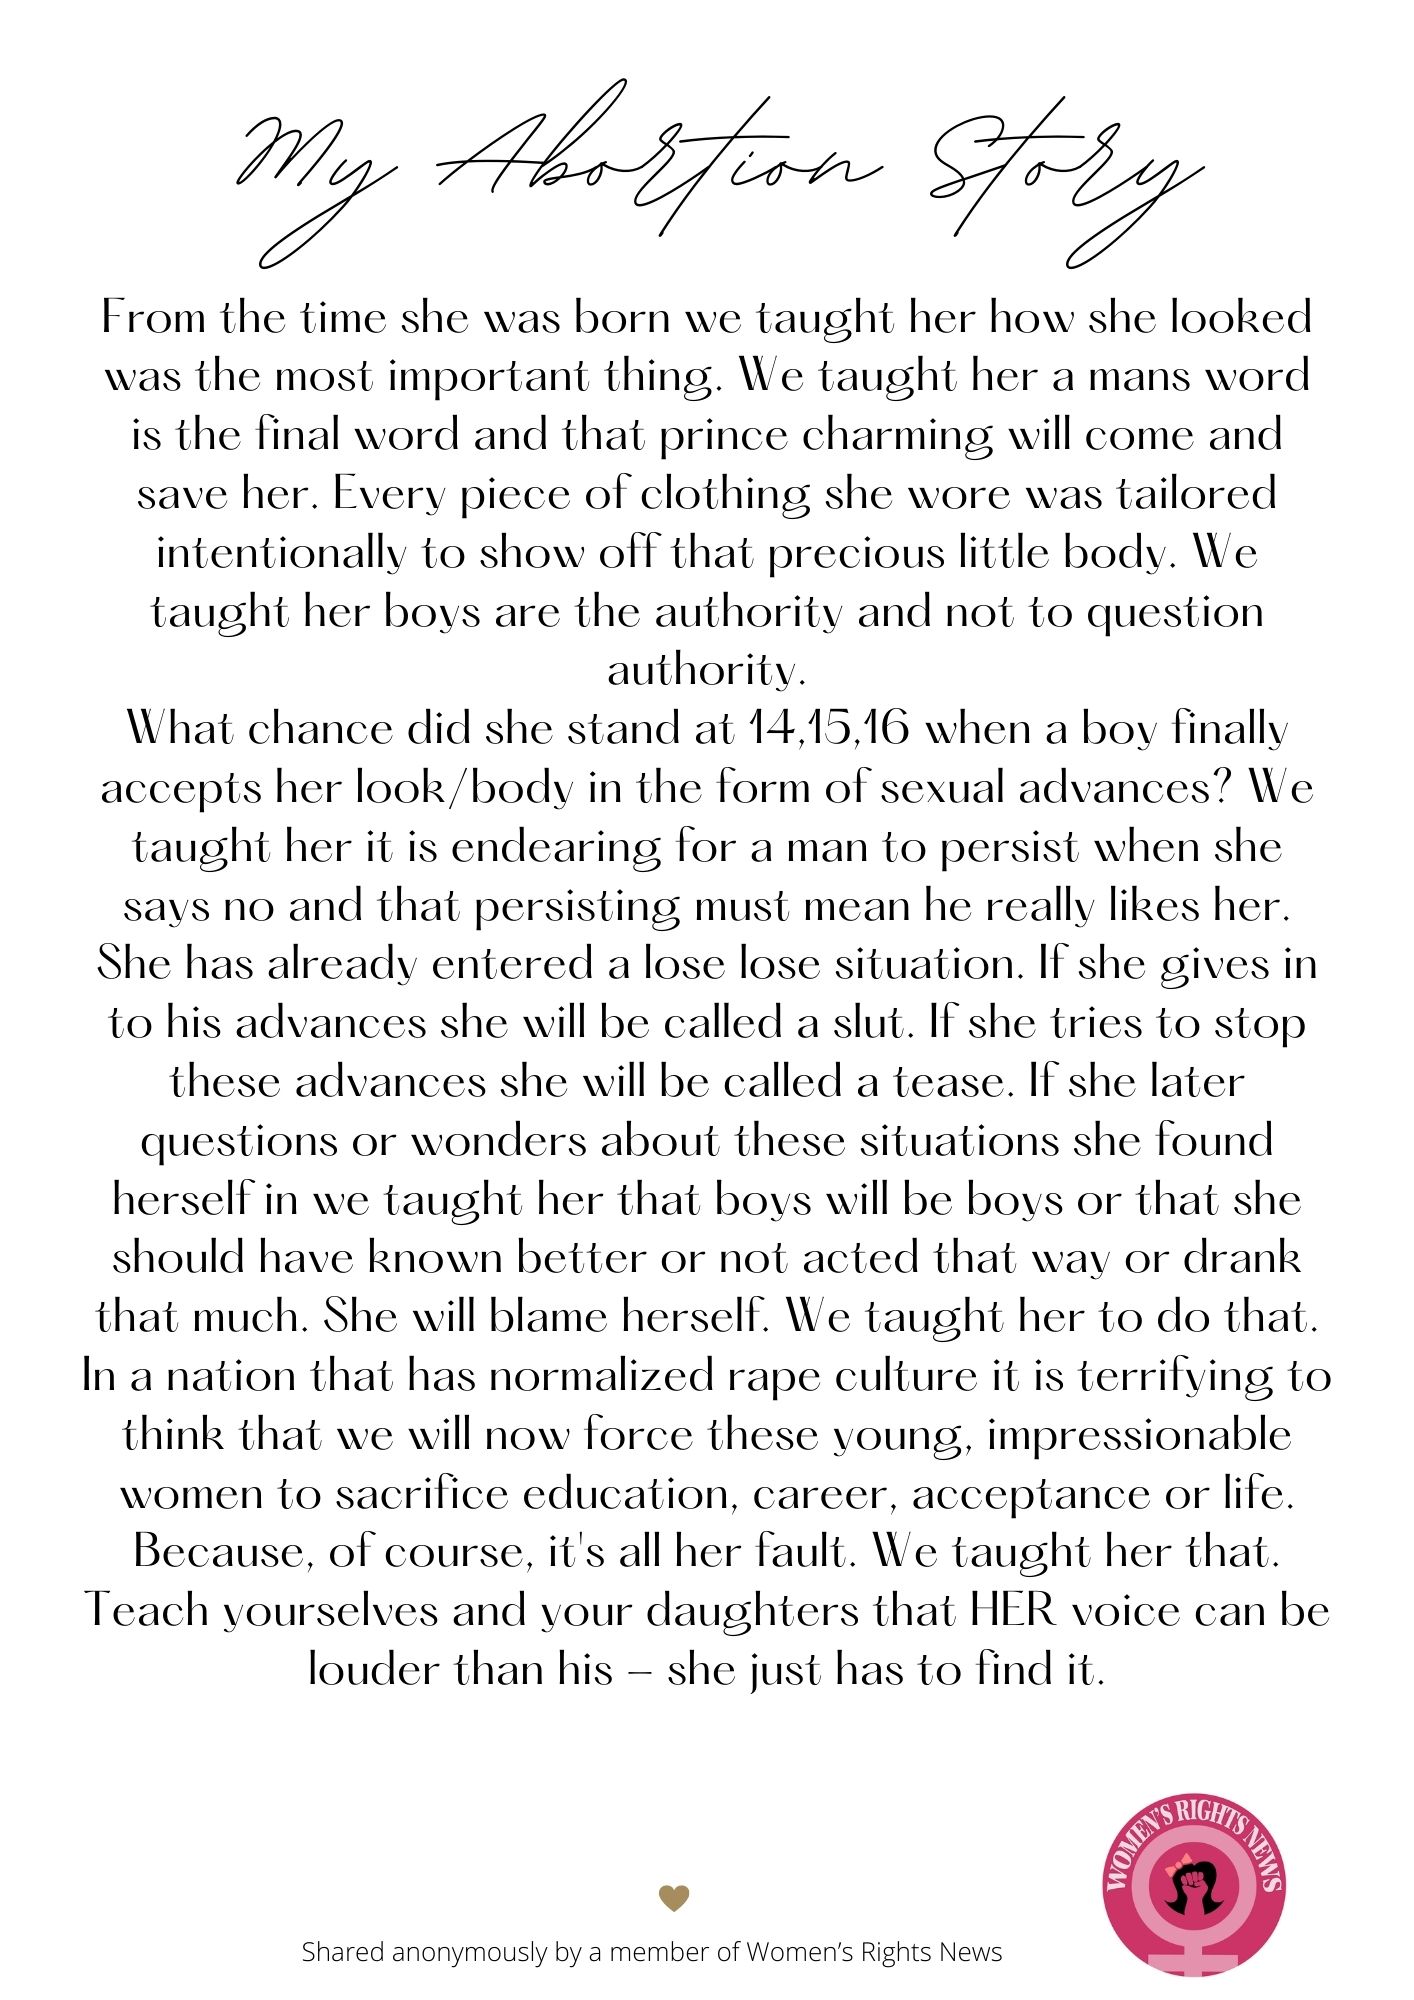 My Abortion Story
From the time she was born we taught her how she looked
was the most important thing. We taught her a mans word
is the final word and that prince charming will come and
save her. Every piece of clothing she wore was tailored
intentionally to show off that precious little body. We
taught her boys are the authority and not to question
authority.
What chance did she stand at 14,15,16 when a boy finally
accepts her look/body in the form of sexual advances? We
taught her it is endearing for a man to persist when she
says no and that persisting must mean he really likes her.
She has already entered a lose lose situation. If she gives in
to his advances she will be called a slut. If she tries to stop
these advances she will be called a tease. If she later
questions or wonders about these situations she found
herself in we taught her that boys will be boys or that she
should have known better or not acted that way or drank
that much. She will blame herself. We taught her to do that.
In a nation that has normalized rape culture it is terrifying to
think that we will now force these young, impressionable
women to sacrifice education, career, acceptance or life.
Because, of course, it's all her fault. We taught her that.
Teach yourselves and your daughters that HER voice can be
louder than his – she just has to find it.
WOMEN'S RIGHTS NEWS
Shared anonymously by a member of Women’s Rights News